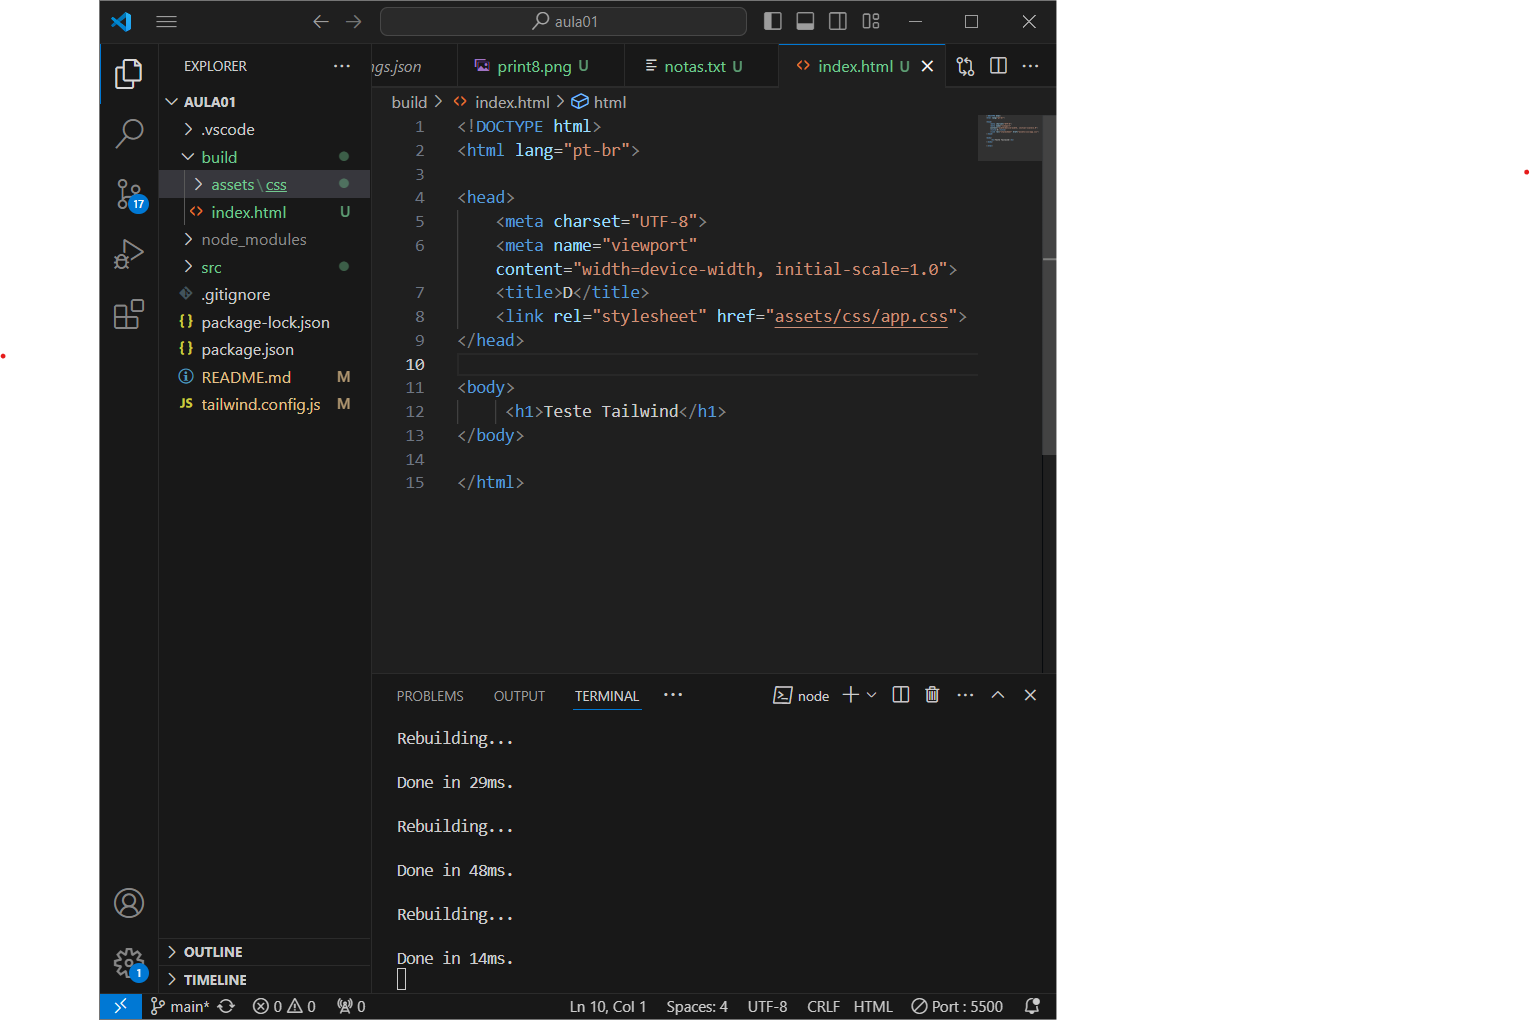 aula01
EXPLORER
ngs.json
print8.png U
notas.txt U
index.html U
AULA01
.vscode
build
assets\css
index.html U
node_modules
src
.gitignore
package-lock.json
package.json
README.md M
tailwind.config.js M
17
1
OUTLINE
TIMELINE
build > index.html > html
1 <!DOCTYPE html>
2 <html lang="pt-br">
3
4 <head>
5 <meta charset="UTF-8">
6 <meta name="viewport"
content="width=device-width, initial-scale=1.0">
7 <title>D</title>
8 <link rel="stylesheet" href="assets/css/app.css">
9 </head>
10
11 <body>
12 <h1>Teste Tailwind</h1>
13 </body>
14
15 </html>
PROBLEMS OUTPUT TERMINAL node
Rebuilding...
Done in 29ms.
Rebuilding...
Done in 48ms.
Rebuilding...
Done in 14ms.
main* 0 0 0 Ln 10, Col 1 Spaces: 4 UTF-8 CRLF HTML Port : 5500